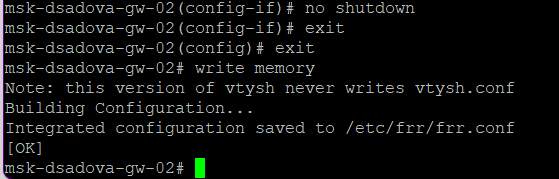 msk-dsadova-gw-02(config-if)# no shutdown
msk-dsadova-gw-02(config-if)# exit
msk-dsadova-gw-02(config)# exit
msk-dsadova-gw-02# write memory
Note: this version of vtysh never writes vtysh.conf
Building Configuration...
Integrated configuration saved to /etc/frr/frr.conf
[OK]
msk-dsadova-gw-02#